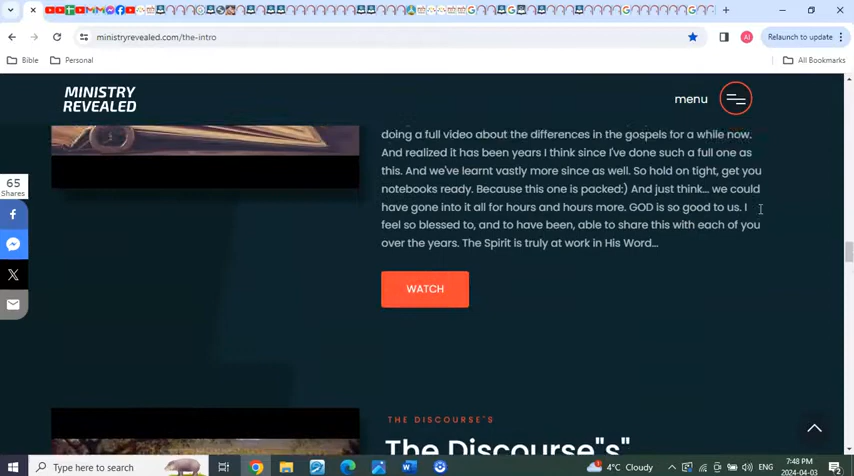 Relaunch to update
ministryrevealed.com/the-intro
Bible
Personal
All Bookmarks
MINISTRY
REVEALED
menu
doing a full video about the differences in the gospels for a while now.
And realized it has been years I think since I've done such a full one as
this. And we've learnt vastly more since as well. So hold on tight, get you
notebooks ready. Because this one is packed:) And just think... we could
have gone into it all for hours and hours more. GOD is so good to us. I
feel so blessed to, and to have been, able to share this with each of you
over the years. The Spirit is truly at work in His Word...
65
Shares
WATCH
THE DISCOURSE'S
The Discourse"s"
Type here to search
4°C Cloudy
ENG
7:48 PM
2024-04-03